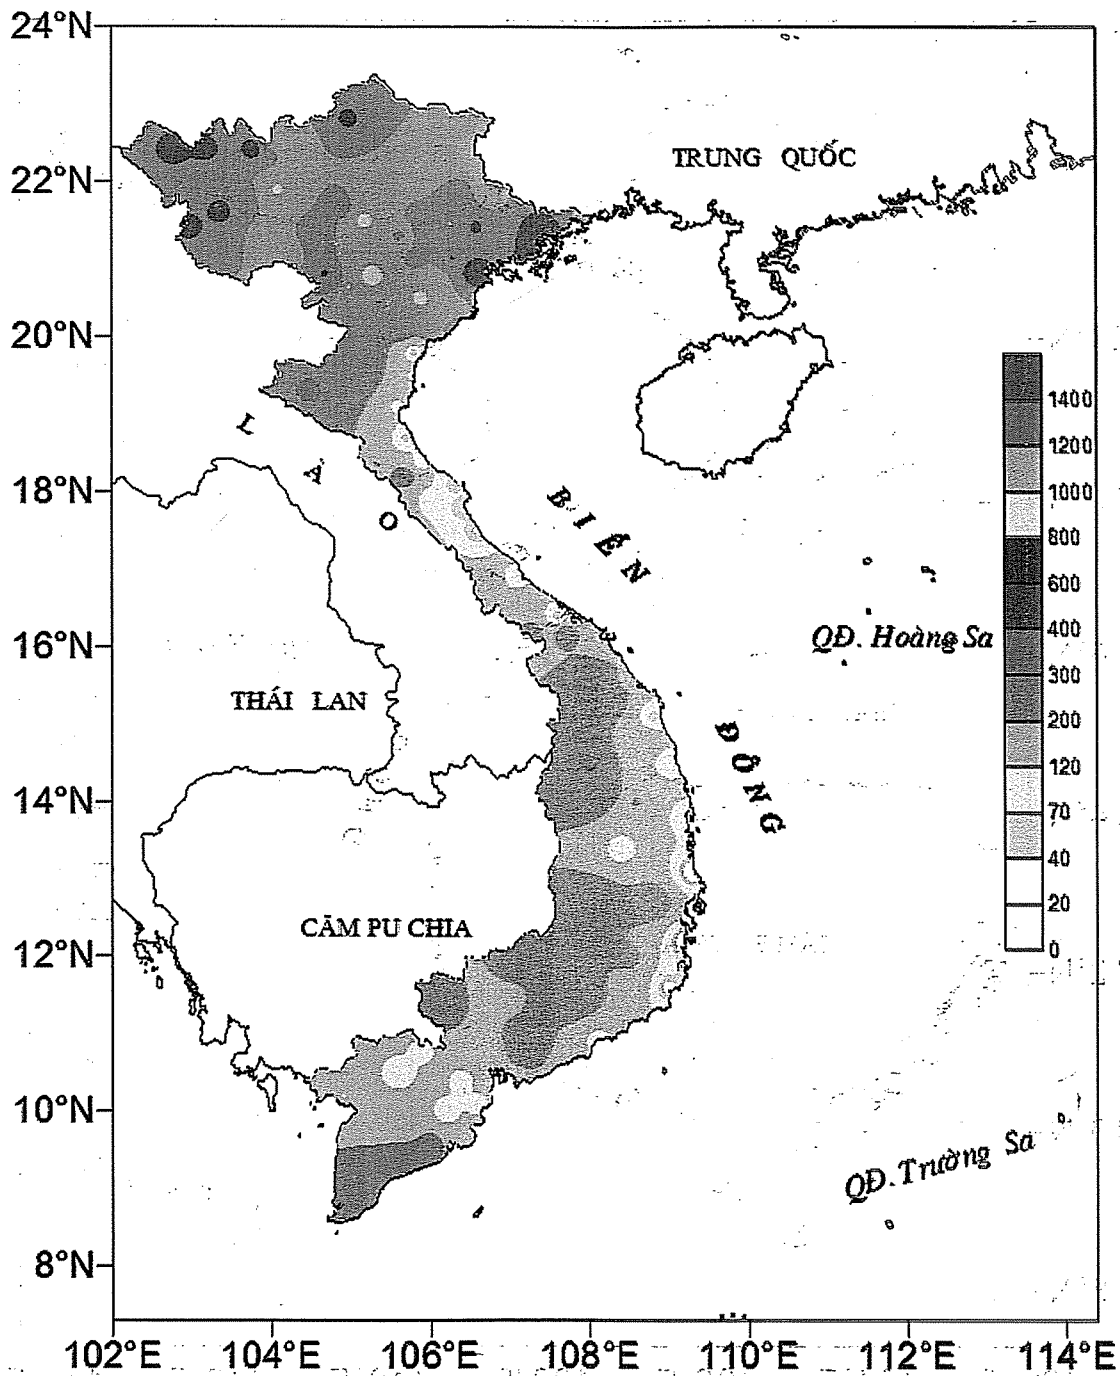 24°N
22°N
20°N
18°N
16°N
14°N
12°N
10°N
8°N
102°E 104°E 106°E 108°E 110°E 112°E 114°E
TRUNG QUỐC
L
À
O
BIỂN
ĐÔNG
QĐ. Hoàng Sa
THÁI LAN
CĂM PU CHIA
QĐ. Trường Sa
1400
1200
1000
800
600
400
300
200
120
70
40
20
0